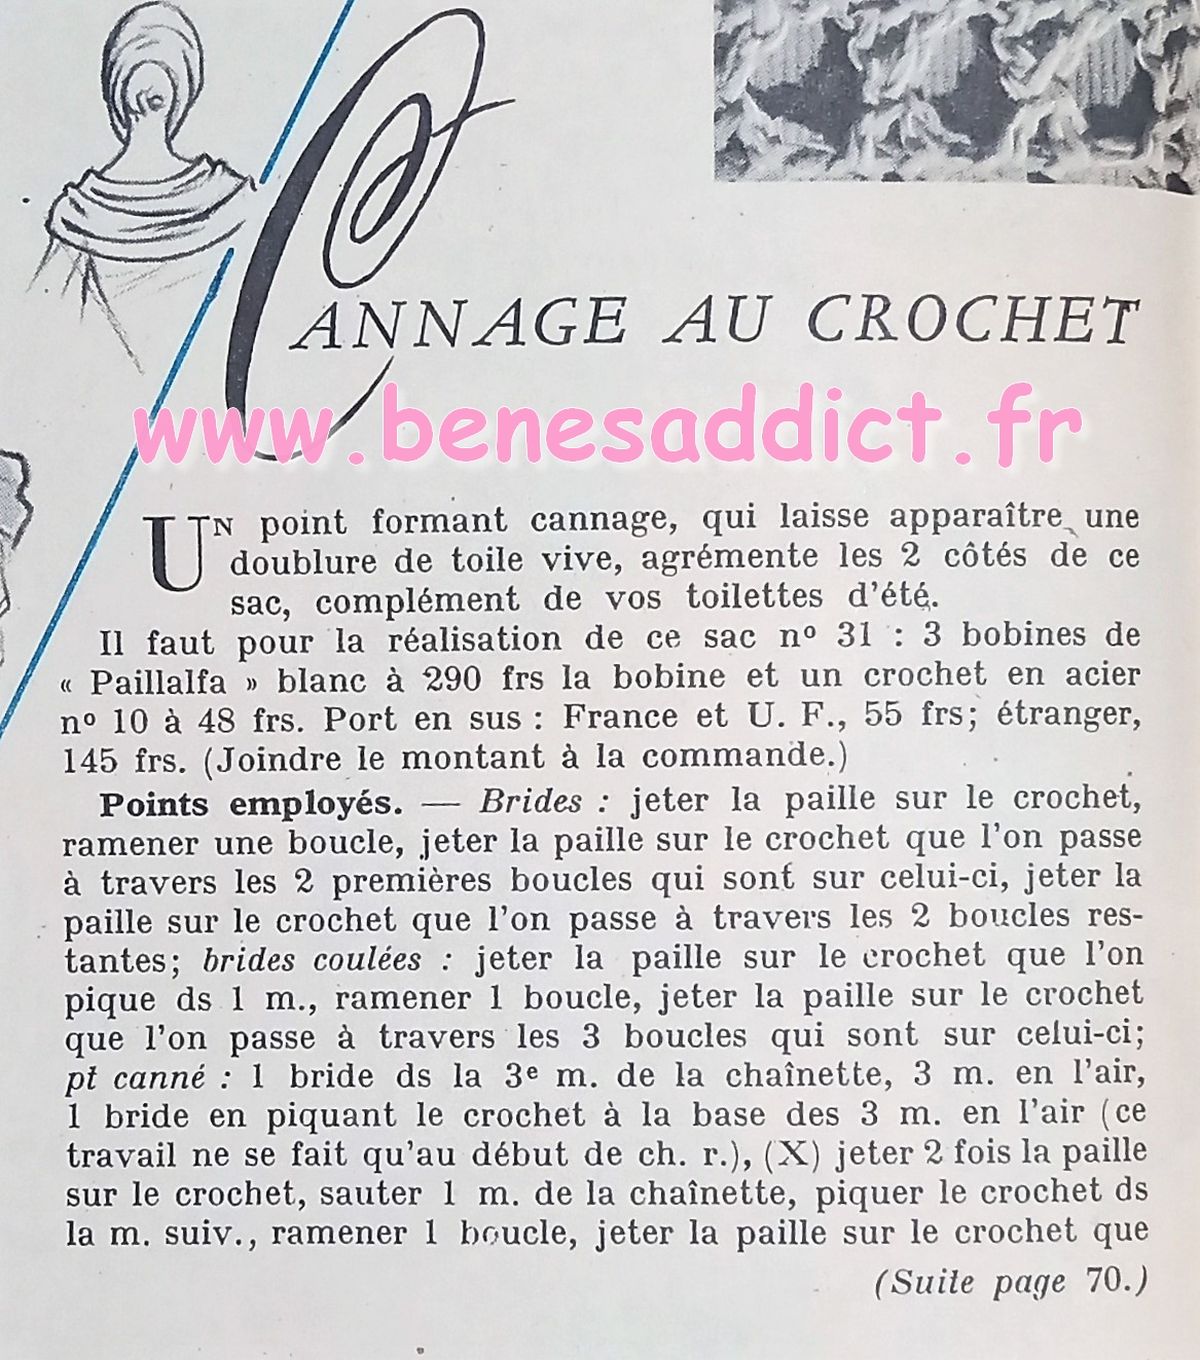 CANNAGE AU CROCHET
www.benesaddict.fr
UN point formant cannage, qui laisse apparaître une
doublure de toile vive, agrémente les 2 côtés de ce
sac, complément de vos toilettes d'été.
Il faut pour la réalisation de ce sac nº 31 : 3 bobines de
« Paillalfa » blanc à 290 frs la bobine et un crochet en acier
nº 10 à 48 frs. Port en sus : France et U. F., 55 frs; étranger,
145 frs. (Joindre le montant à la commande.)
Points employés. — Brides : jeter la paille sur le crochet,
ramener une boucle, jeter la paille sur le crochet que l'on passe
à travers les 2 premières boucles qui sont sur celui-ci, jeter la
paille sur le crochet que l'on passe à travers les 2 boucles res-
tantes; brides coulées : jeter la paille sur le crochet que l'on
pique ds 1 m., ramener 1 boucle, jeter la paille sur le crochet
que l'on passe à travers les 3 boucles qui sont sur celui-ci;
pt canné : 1 bride ds la 3e m. de la chaînette, 3 m. en l'air,
1 bride en piquant le crochet à la base des 3 m. en l'air (ce
travail ne se fait qu'au début de ch. r.), (X) jeter 2 fois la paille
sur le crochet, sauter 1 m. de la chaînette, piquer le crochet ds
la m. suiv., ramener 1 boucle, jeter la paille sur le crochet que
(Suite page 70.)